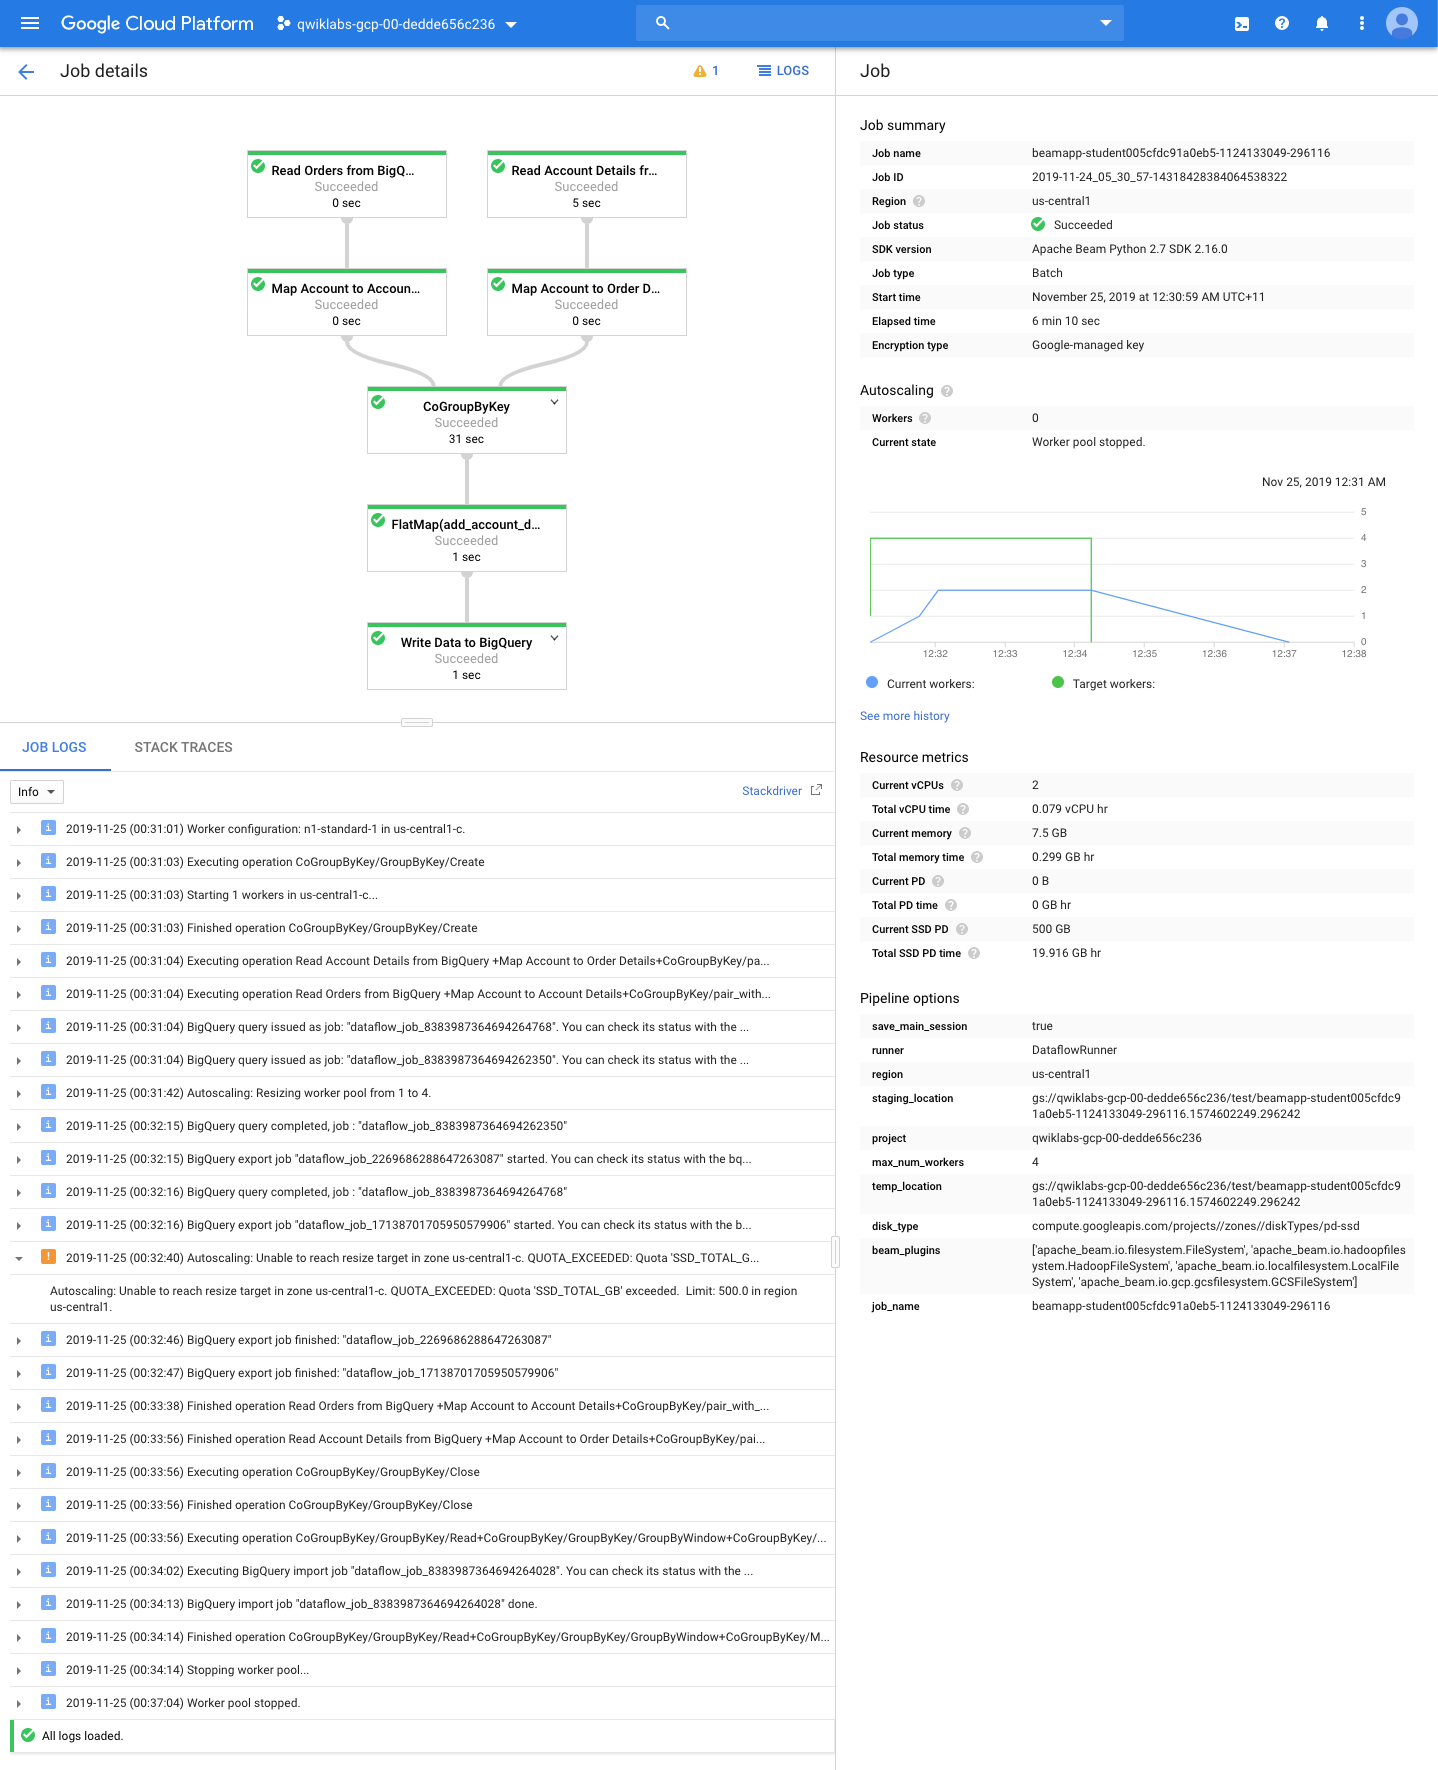 Google Cloud Platform
qwiklabs-gcp-00-dedde656c236
Job details
1
LOGS
Read Orders from BigQ...
Succeeded
0 sec
Read Account Details fr...
Succeeded
5 sec
Map Account to Accoun...
Succeeded
0 sec
Map Account to Order D...
Succeeded
0 sec
CoGroupByKey
Succeeded
31 sec
FlatMap(add_account_d...
Succeeded
1 sec
Write Data to BigQuery
Succeeded
1 sec
JOB LOGS
STACK TRACES
Info
Stackdriver
2019-11-25 (00:31:01) Worker configuration: n1-standard-1 in us-central1-c.
2019-11-25 (00:31:03) Executing operation CoGroupByKey/GroupByKey/Create
2019-11-25 (00:31:03) Starting 1 workers in us-central1-c...
2019-11-25 (00:31:03) Finished operation CoGroupByKey/GroupByKey/Create
2019-11-25 (00:31:04) Executing operation Read Account Details from BigQuery +Map Account to Order Details+CoGroupByKey/pa...
2019-11-25 (00:31:04) Executing operation Read Orders from BigQuery +Map Account to Account Details+CoGroupByKey/pair_with...
2019-11-25 (00:31:04) BigQuery query issued as job: "dataflow_job_8383987364694264768". You can check its status with the ...
2019-11-25 (00:31:04) BigQuery query issued as job: "dataflow_job_8383987364694262350". You can check its status with the ...
2019-11-25 (00:31:42) Autoscaling: Resizing worker pool from 1 to 4.
2019-11-25 (00:32:15) BigQuery query completed, job : "dataflow_job_8383987364694262350"
2019-11-25 (00:32:15) BigQuery export job "dataflow_job_2269686288647263087" started. You can check its status with the bq...
2019-11-25 (00:32:16) BigQuery query completed, job : "dataflow_job_8383987364694264768"
2019-11-25 (00:32:16) BigQuery export job "dataflow_job_17138701705950579906" started. You can check its status with the b...
2019-11-25 (00:32:40) Autoscaling: Unable to reach resize target in zone us-central1-c. QUOTA_EXCEEDED: Quota 'SSD_TOTAL_G...
Autoscaling: Unable to reach resize target in zone us-central1-c. QUOTA_EXCEEDED: Quota 'SSD_TOTAL_GB' exceeded.  Limit: 500.0 in region
us-central1.
2019-11-25 (00:32:46) BigQuery export job finished: "dataflow_job_2269686288647263087"
2019-11-25 (00:32:47) BigQuery export job finished: "dataflow_job_17138701705950579906"
2019-11-25 (00:33:38) Finished operation Read Orders from BigQuery +Map Account to Account Details+CoGroupByKey/pair_with_...
2019-11-25 (00:33:56) Finished operation Read Account Details from BigQuery +Map Account to Order Details+CoGroupByKey/pai...
2019-11-25 (00:33:56) Executing operation CoGroupByKey/GroupByKey/Close
2019-11-25 (00:33:56) Finished operation CoGroupByKey/GroupByKey/Close
2019-11-25 (00:33:56) Executing operation CoGroupByKey/GroupByKey/Read+CoGroupByKey/GroupByKey/GroupByWindow+CoGroupByKey/...
2019-11-25 (00:34:02) Executing BigQuery import job "dataflow_job_8383987364694264028". You can check its status with the ...
2019-11-25 (00:34:13) BigQuery import job "dataflow_job_8383987364694264028" done.
2019-11-25 (00:34:14) Finished operation CoGroupByKey/GroupByKey/Read+CoGroupByKey/GroupByKey/GroupByWindow+CoGroupByKey/M...
2019-11-25 (00:34:14) Stopping worker pool...
2019-11-25 (00:37:04) Worker pool stopped.
All logs loaded.
Job
Job summary
Job name beamapp-student005cfdc91a0eb5-1124133049-296116
Job ID 2019-11-24_05_30_57-14318428384064538322
Region us-central1
Job status Succeeded
SDK version Apache Beam Python 2.7 SDK 2.16.0
Job type Batch
Start time November 25, 2019 at 12:30:59 AM UTC+11
Elapsed time 6 min 10 sec
Encryption type Google-managed key
Autoscaling
Workers 0
Current state Worker pool stopped.
Nov 25, 2019 12:31 AM
5
4
3
2
1
0
12:32 12:33 12:34 12:35 12:36 12:37 12:38
Current workers: Target workers:
See more history
Resource metrics
Current vCPUs 2
Total vCPU time 0.079 vCPU hr
Current memory 7.5 GB
Total memory time 0.299 GB hr
Current PD 0 B
Total PD time 0 GB hr
Current SSD PD 500 GB
Total SSD PD time 19.916 GB hr
Pipeline options
save_main_session true
runner DataflowRunner
region us-central1
staging_location gs://qwiklabs-gcp-00-dedde656c236/test/beamapp-student005cfdc9
1a0eb5-1124133049-296116.1574602249.296242
project qwiklabs-gcp-00-dedde656c236
max_num_workers 4
temp_location gs://qwiklabs-gcp-00-dedde656c236/test/beamapp-student005cfdc9
1a0eb5-1124133049-296116.1574602249.296242
disk_type compute.googleapis.com/projects//zones//diskTypes/pd-ssd
beam_plugins ['apache_beam.io.filesystem.FileSystem', 'apache_beam.io.hadoopfiles
ystem.HadoopFileSystem', 'apache_beam.io.localfilesystem.LocalFile
System', 'apache_beam.io.gcp.gcsfilesystem.GCSFileSystem']
job_name beamapp-student005cfdc91a0eb5-1124133049-296116